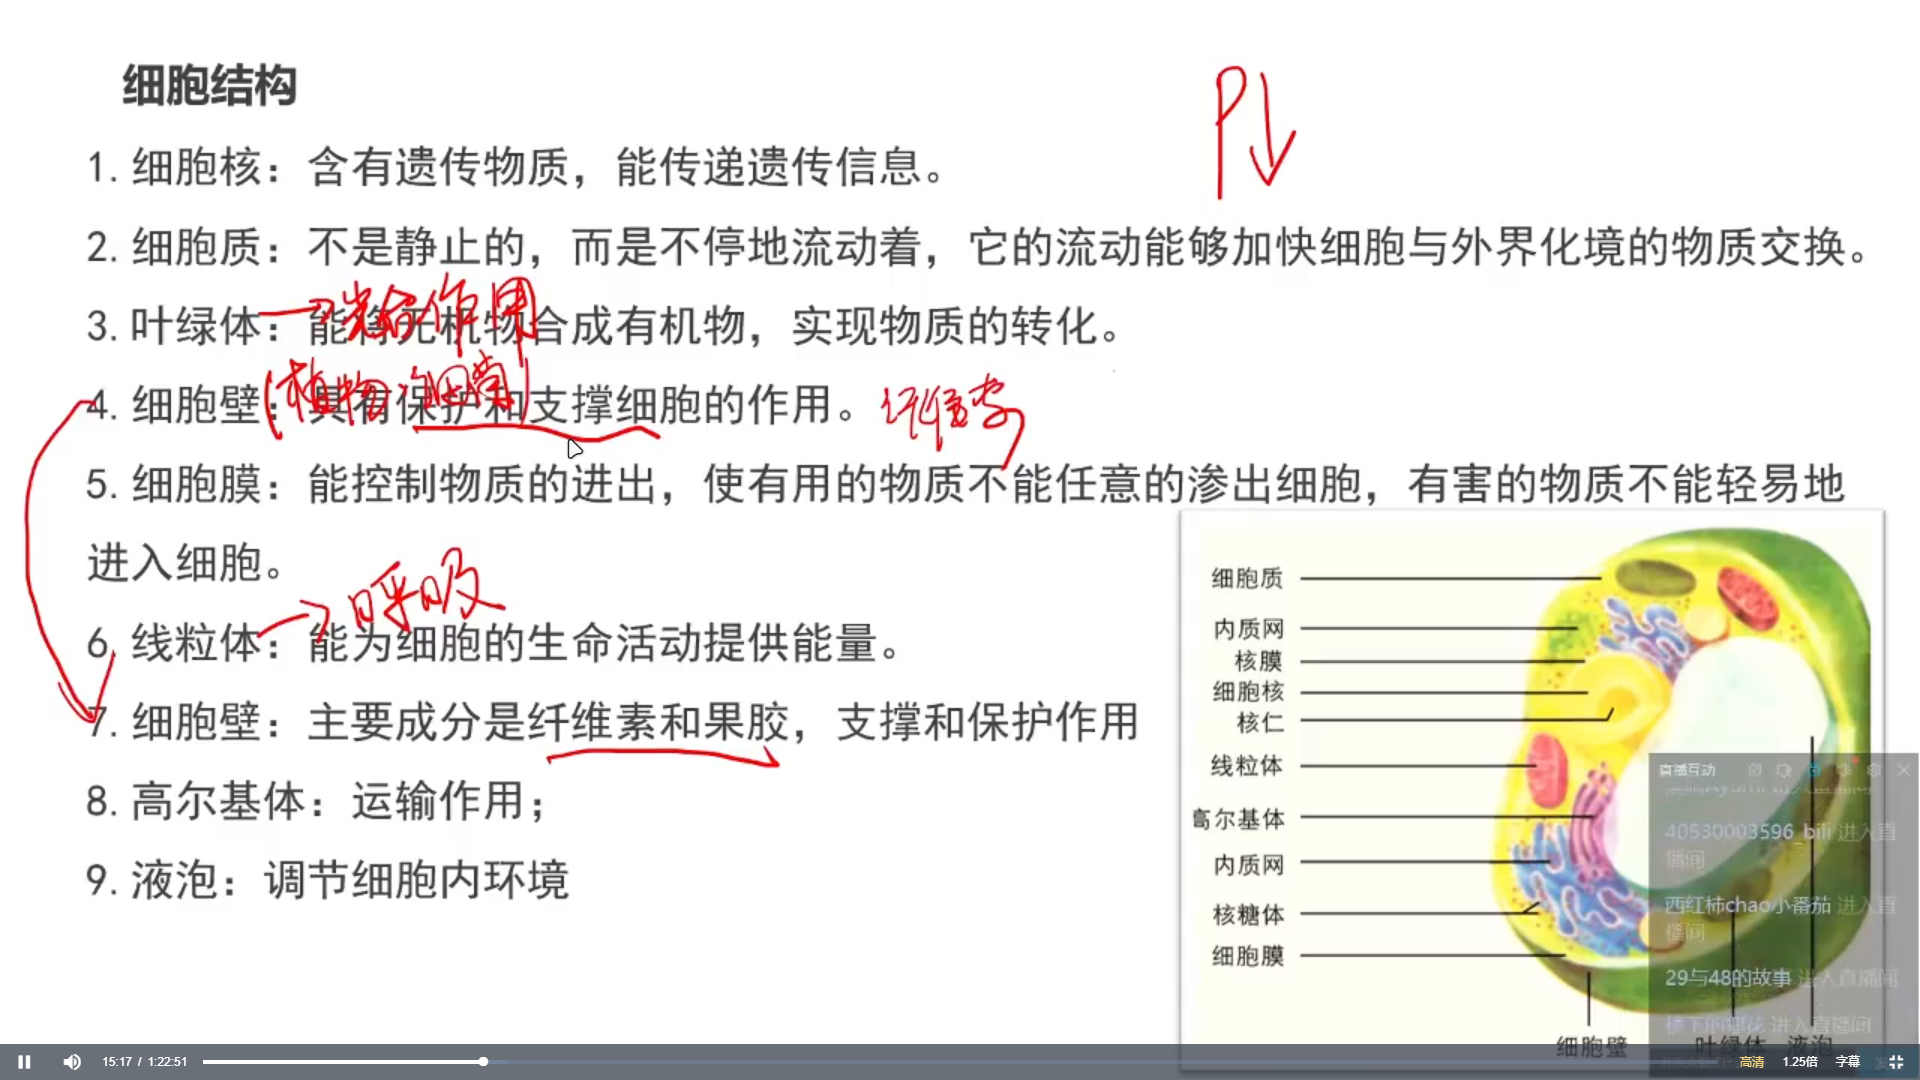 细胞结构
P↓
1. 细胞核：含有遗传物质，能传递遗传信息。
2. 细胞质：不是静止的，而是不停地流动着，它的流动能够加快细胞与外界化境的物质交换。
→光合作用
3. 叶绿体：能将无机物合成有机物，实现物质的转化。
(植物、细菌)
4. 细胞壁：具有保护和支撑细胞的作用。
5. 细胞膜：能控制物质的进出，使有用的物质不能任意的渗出细胞，有害的物质不能轻易地
进入细胞。
→呼吸
6. 线粒体：能为细胞的生命活动提供能量。
7. 细胞壁：主要成分是纤维素和果胶，支撑和保护作用
8. 高尔基体：运输作用；
9. 液泡：调节细胞内环境
细胞质
内质网
核膜
细胞核
核仁
线粒体
高尔基体
内质网
核糖体
细胞膜
细胞壁
叶绿体
液泡
直播互动
40530003596_bili 进入直
播间
西红柿chao小番茄 进入直
播间
29与48的故事 进入直播间
进入直播间
15:17 / 1:22:51
高清
1.25倍
字幕